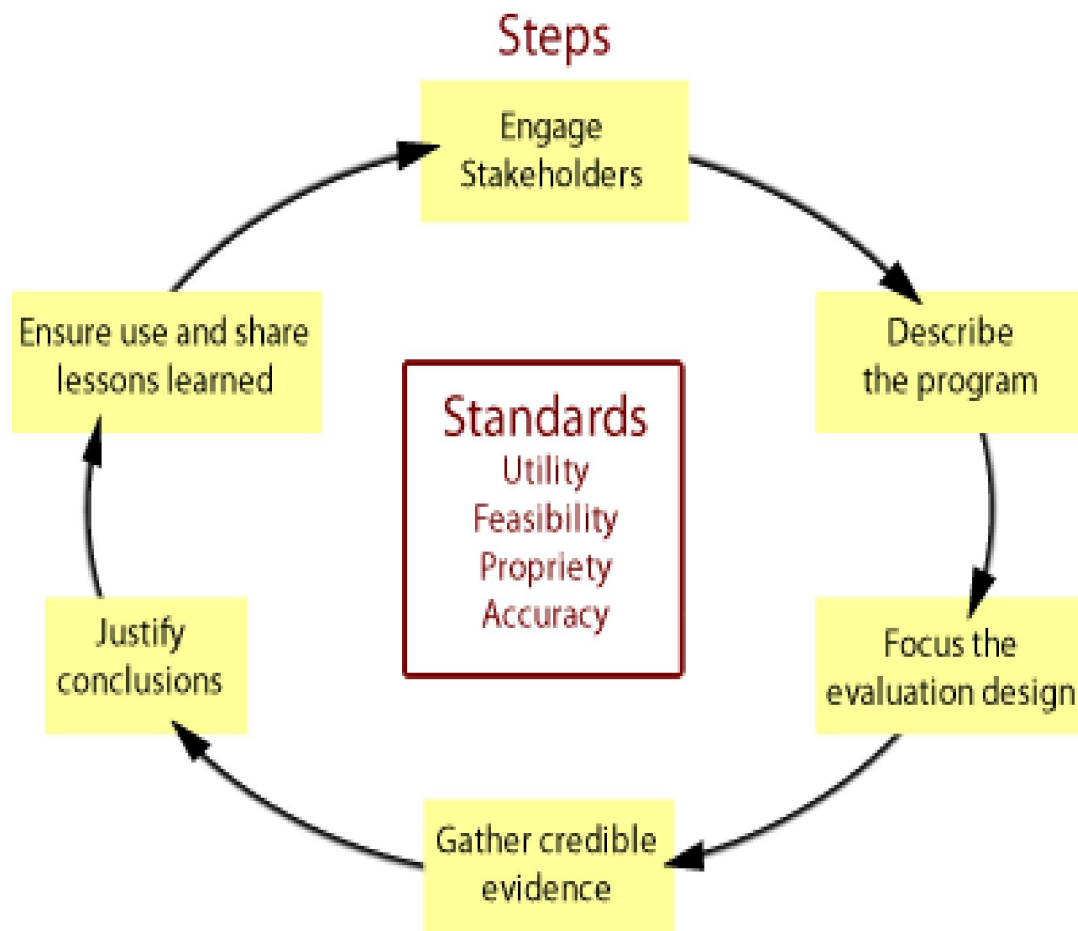 Steps
Engage
Stakeholders
Describe
the program
Focus the
evaluation design
Gather credible
evidence
Justify
conclusions
Ensure use and share
lessons learned
Standards
Utility
Feasibility
Propriety
Accuracy